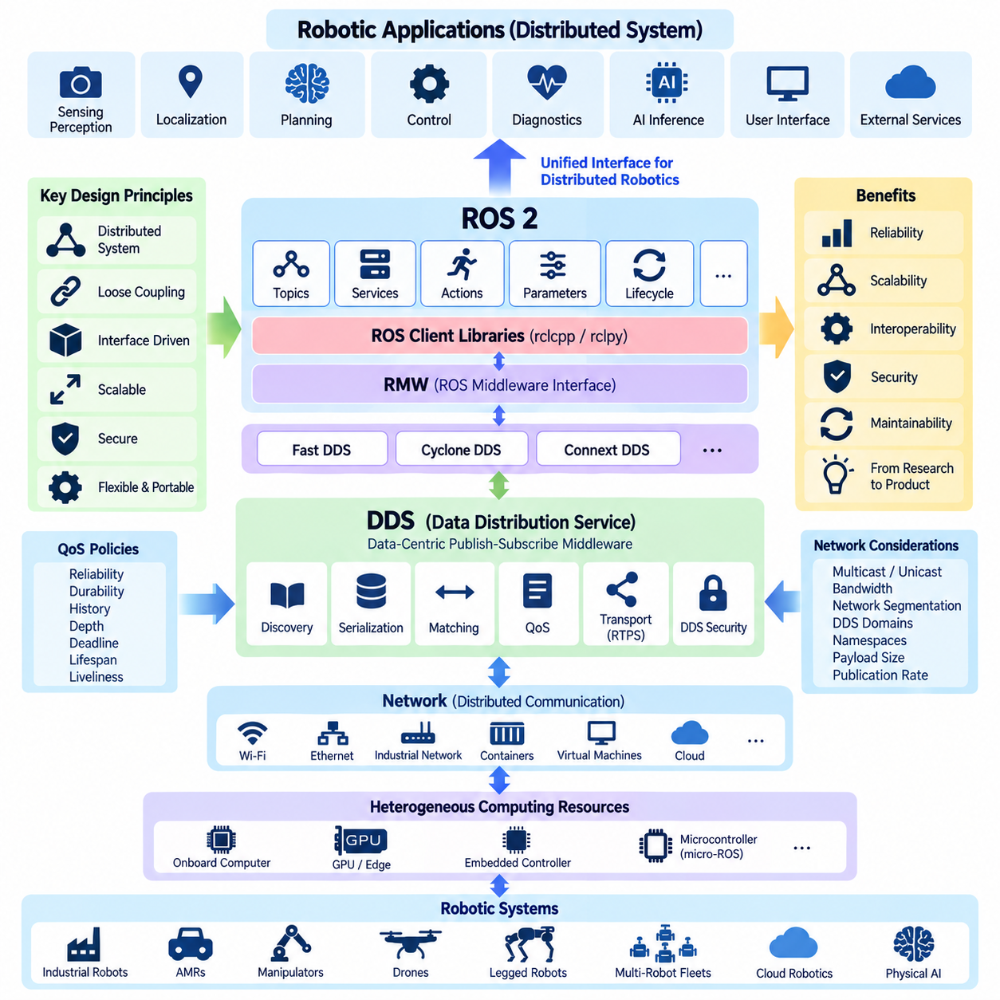 Robotic Applications (Distributed System)
Sensing
Perception
Localization
Planning
Control
Diagnostics
AI
AI Inference
User Interface
External Services
Unified Interface for
Distributed Robotics
Key Design Principles
Distributed
System
Loose Coupling
Interface Driven
Scalable
Secure
Flexible & Portable
ROS 2
Topics
Services
Actions
Parameters
Lifecycle
...
ROS Client Libraries (rclcpp / rclpy)
RMW (ROS Middleware Interface)
Fast DDS
Cyclone DDS
Connext DDS
...
Benefits
Reliability
Scalability
Interoperability
Security
Maintainability
From Research
to Product
QoS Policies
Reliability
Durability
History
Depth
Deadline
Lifespan
Liveliness
DDS (Data Distribution Service)
Data-Centric Publish-Subscribe Middleware
Discovery
Serialization
Matching
QoS
Transport
(RTPS)
DDS Security
Network Considerations
Multicast / Unicast
Bandwidth
Network Segmentation
DDS Domains
Namespaces
Payload Size
Publication Rate
Network (Distributed Communication)
Wi-Fi
Ethernet
Industrial Network
Containers
Virtual Machines
Cloud
...
Heterogeneous Computing Resources
Onboard Computer
GPU
GPU / Edge
Embedded Controller
Microcontroller
(micro-ROS)
...
Robotic Systems
Industrial Robots
AMRs
Manipulators
Drones
Legged Robots
Multi-Robot Fleets
Cloud Robotics
Physical AI